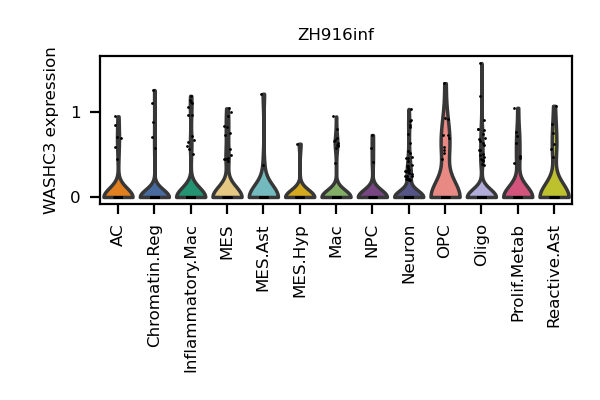 ZH916inf
WASHC3 expression
1
0
AC
Chromatin.Reg
Inflammatory.Mac
MES
MES.Ast
MES.Hyp
Mac
NPC
Neuron
OPC
Oligo
Prolif.Metab
Reactive.Ast